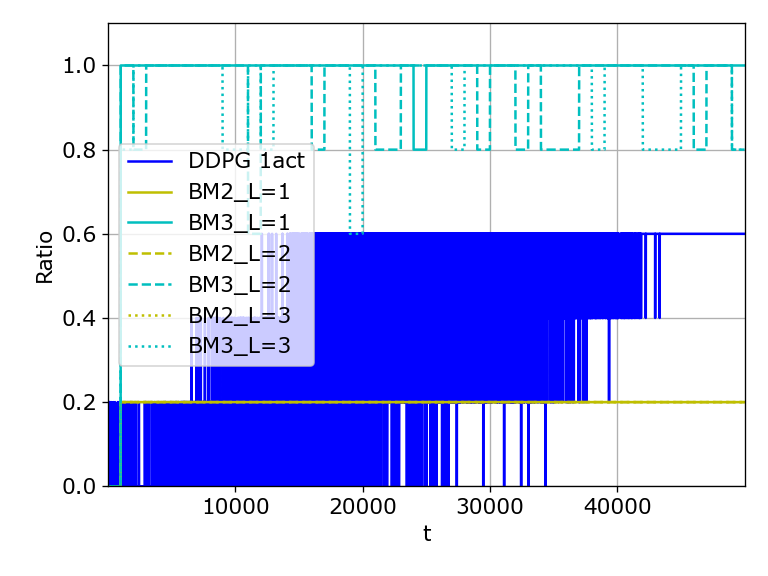 1.0
0.8
0.6
0.4
0.2
0.0
Ratio
DDPG 1act
BM2_L=1
BM3_L=1
BM2_L=2
BM3_L=2
BM2_L=3
BM3_L=3
10000 20000 30000 40000
t